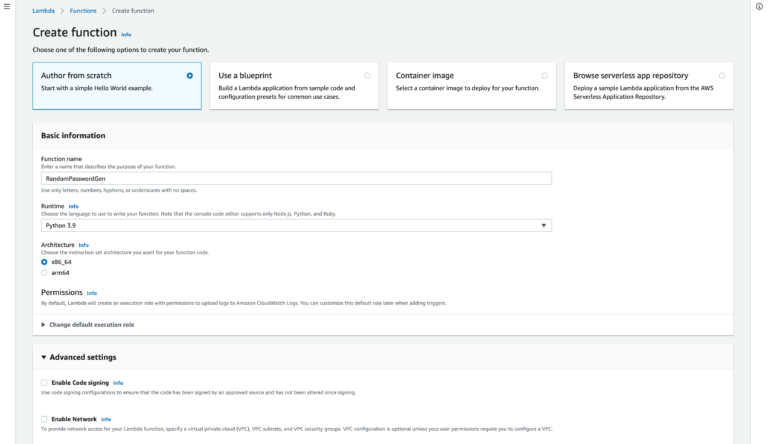 Lambda > Functions > Create function
Create function Info
Choose one of the following options to create your function.
Author from scratch
Start with a simple Hello World example.
Use a blueprint
Build a Lambda application from sample code and
configuration presets for common use cases.
Container image
Select a container image to deploy for your function.
Browse serverless app repository
Deploy a sample Lambda application from the AWS
Serverless Application Repository.
Basic information
Function name
Enter a name that describes the purpose of your function.
RandomPasswordGen
Use only letters, numbers, hyphens, or underscores with no spaces.
Runtime Info
Choose the language to use to write your function. Note that the console code editor supports only Node.js, Python, and Ruby.
Python 3.9
Architecture Info
Choose the instruction set architecture you want for your function code.
x86_64
arm64
Permissions Info
By default, Lambda will create an execution role with permissions to upload logs to Amazon CloudWatch Logs. You can customize this default role later when adding triggers.
Change default execution role
Advanced settings
Enable Code signing Info
Use code signing configurations to ensure that the code has been signed by an approved source and has not been altered since signing.
Enable Network Info
To provide network access for your Lambda function, specify a virtual private cloud (VPC), VPC subnets, and VPC security groups. VPC configuration is optional unless your user permissions require you to configure a VPC.